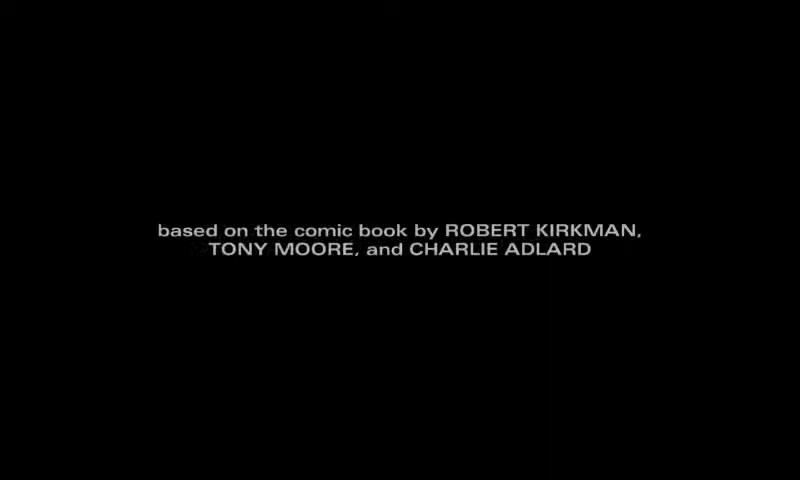 based on the comic book by ROBERT KIRKMAN,
TONY MOORE, and CHARLIE ADLARD